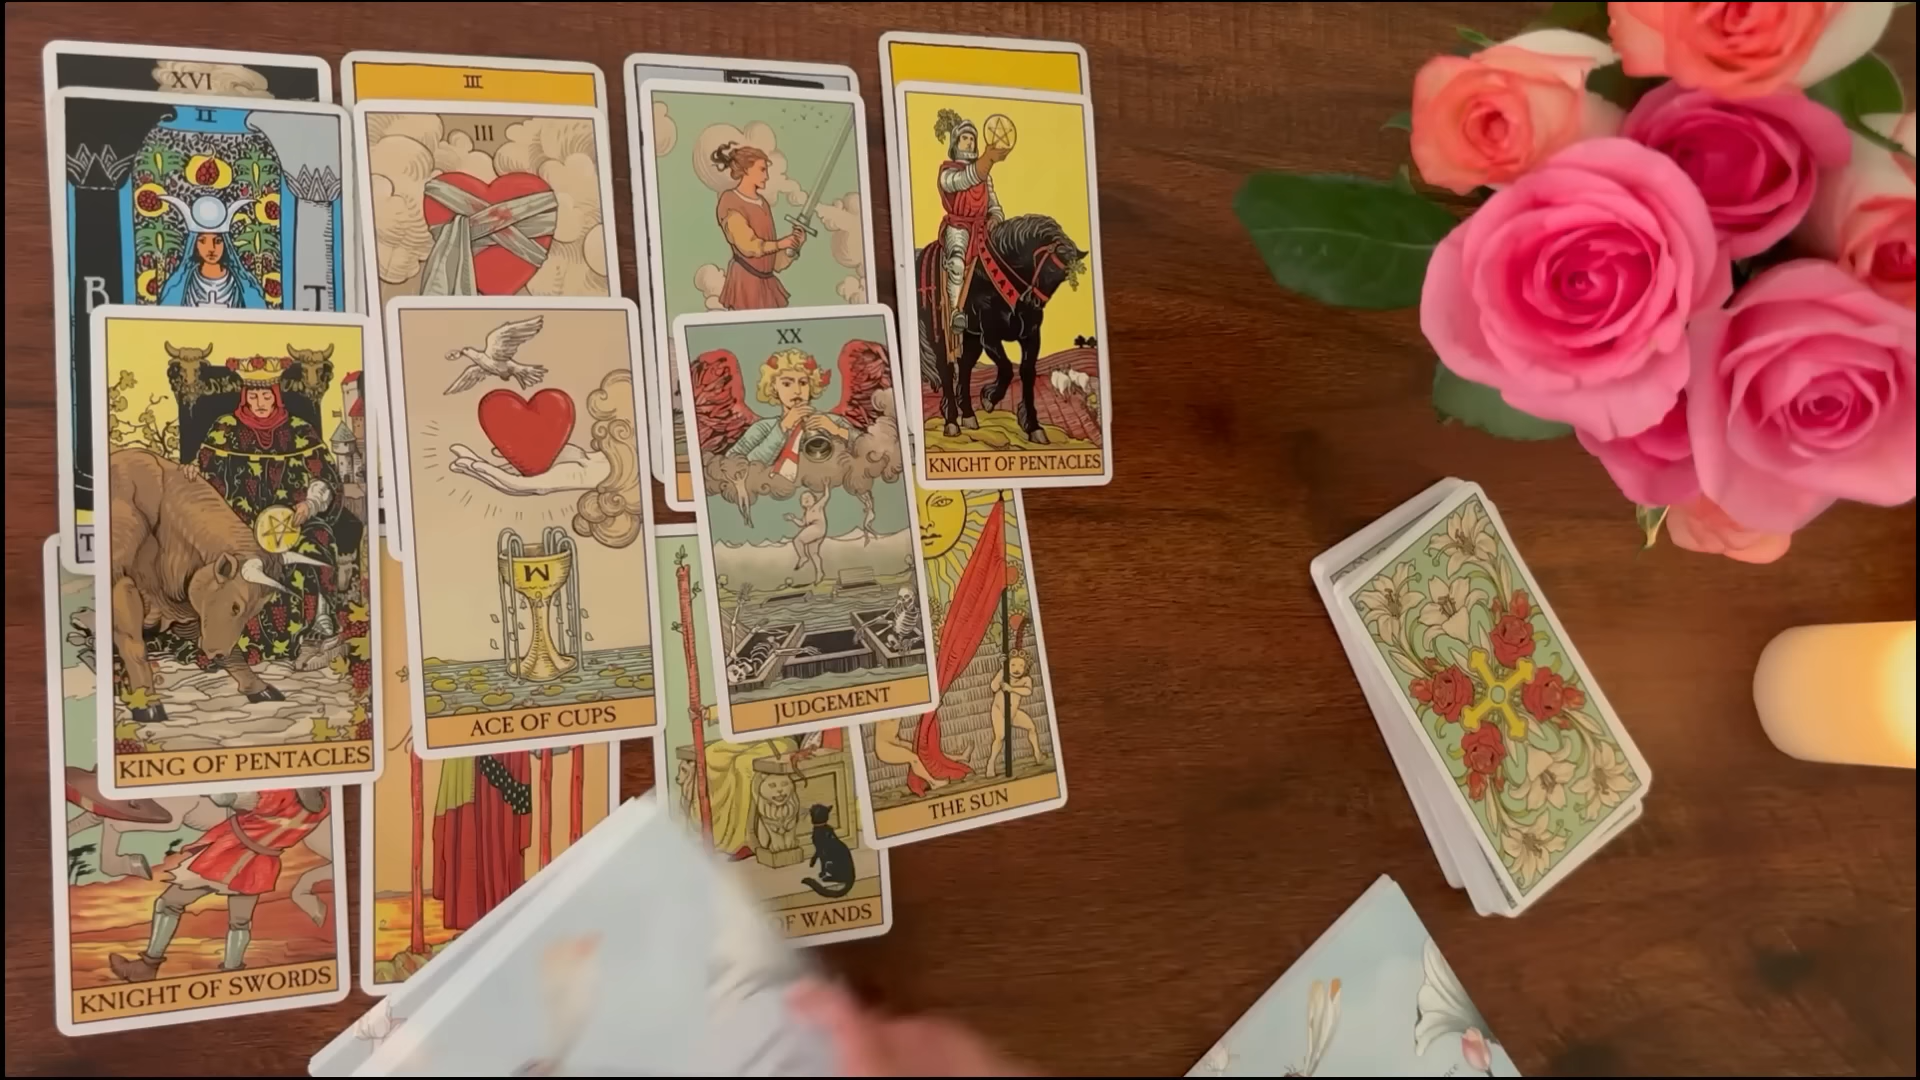 XVI
III
XIII
II
III
B
J
KNIGHT OF PENTACLES
XX
T
M
KING OF PENTACLES
ACE OF CUPS
JUDGEMENT
THE SUN
OF WANDS
KNIGHT OF SWORDS